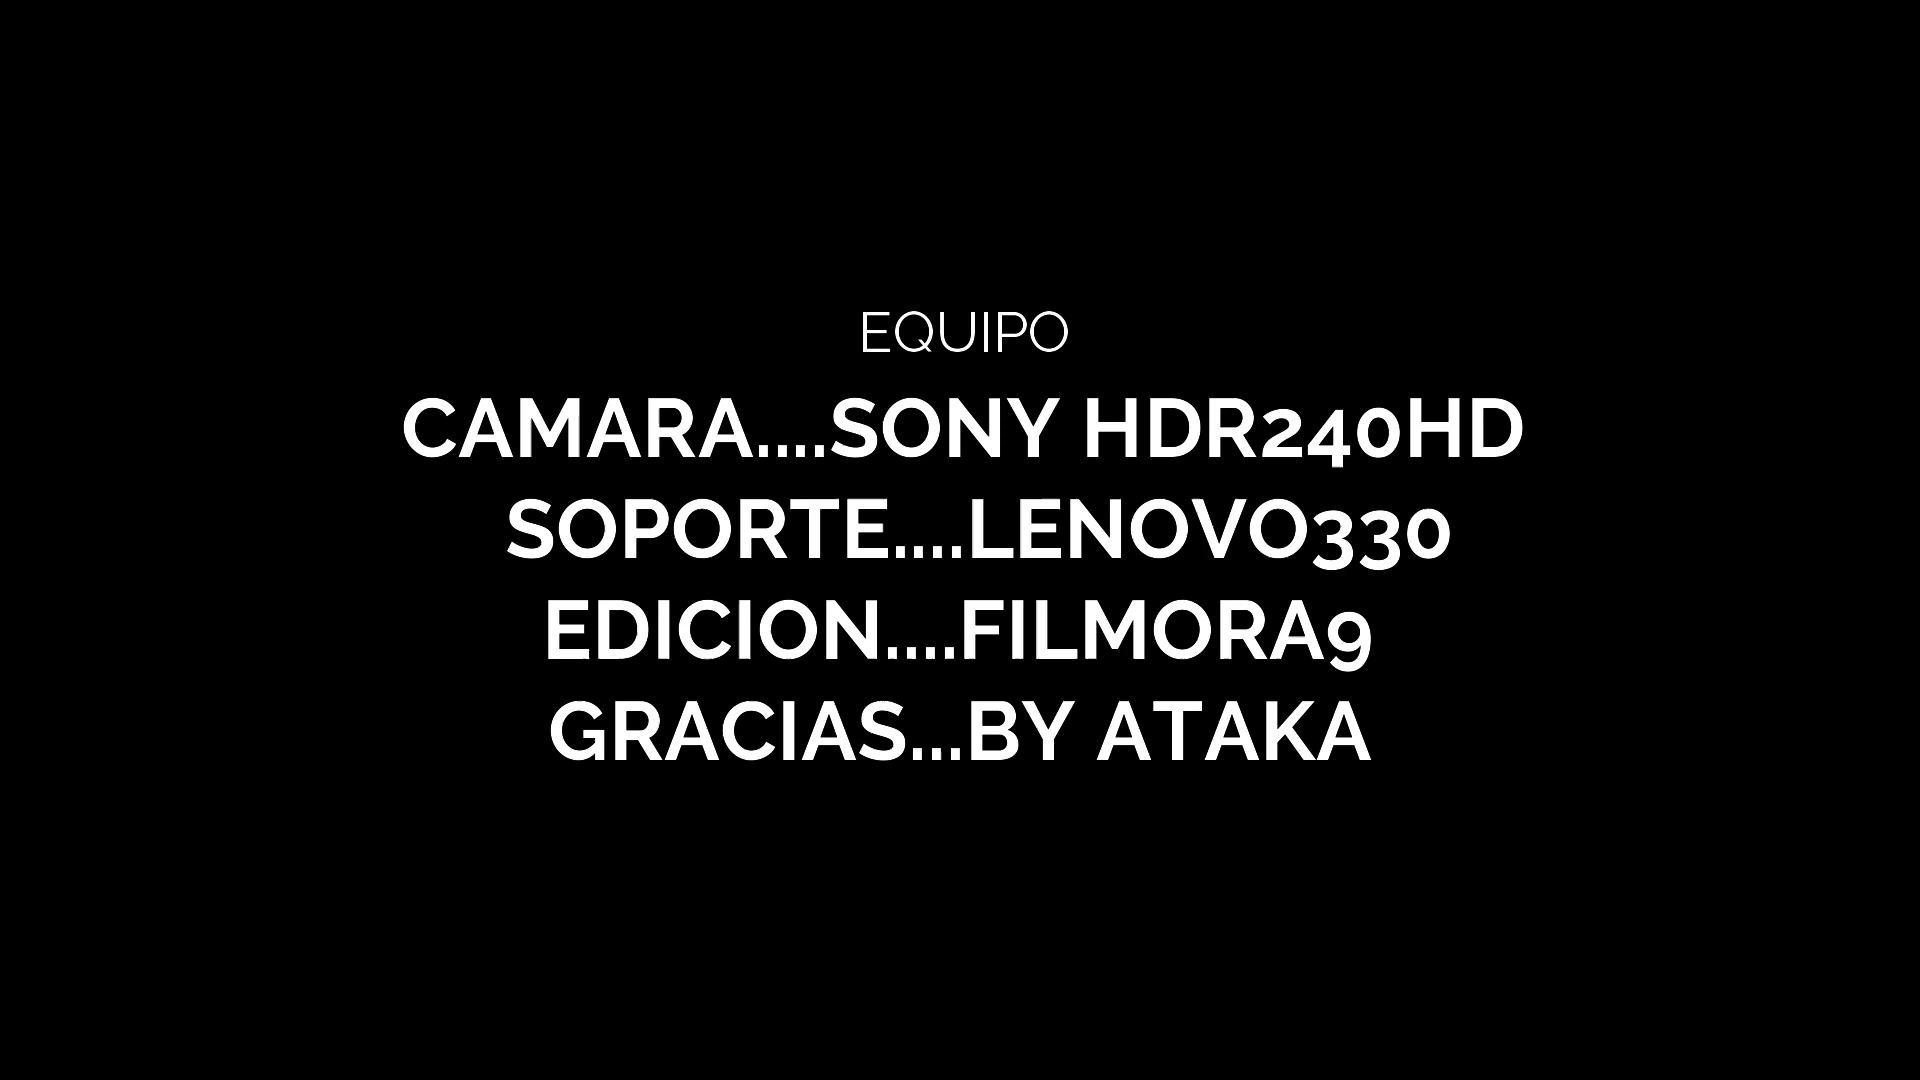 EQUIPO
CAMARA....SONY HDR240HD
SOPORTE....LENOVO330
EDICION....FILMORA9
GRACIAS...BY ATAKA